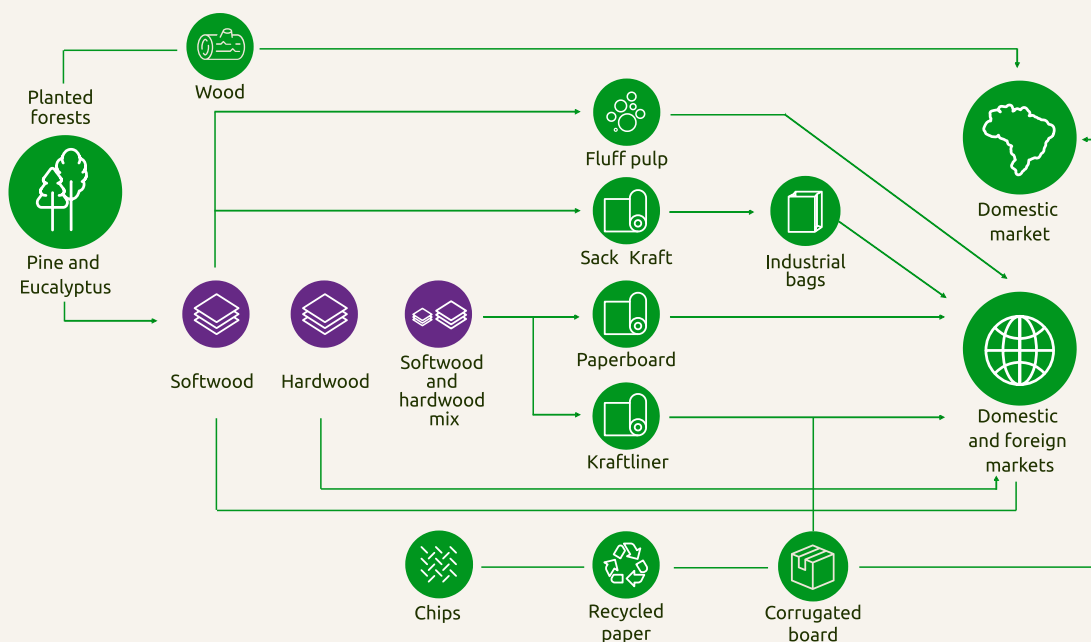 Wood
Planted
forests
Fluff pulp
Domestic
market
Pine and
Eucalyptus
Sack Kraft
Industrial
bags
Softwood
Hardwood
Softwood
and
hardwood
mix
Paperboard
Kraftliner
Domestic
and foreign
markets
Chips
Recycled
paper
Corrugated
board